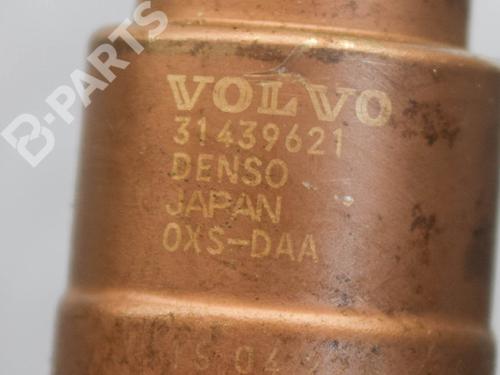 B-PARTS
VOLVO
31439621
DENSO
JAPAN
OXS-DAA